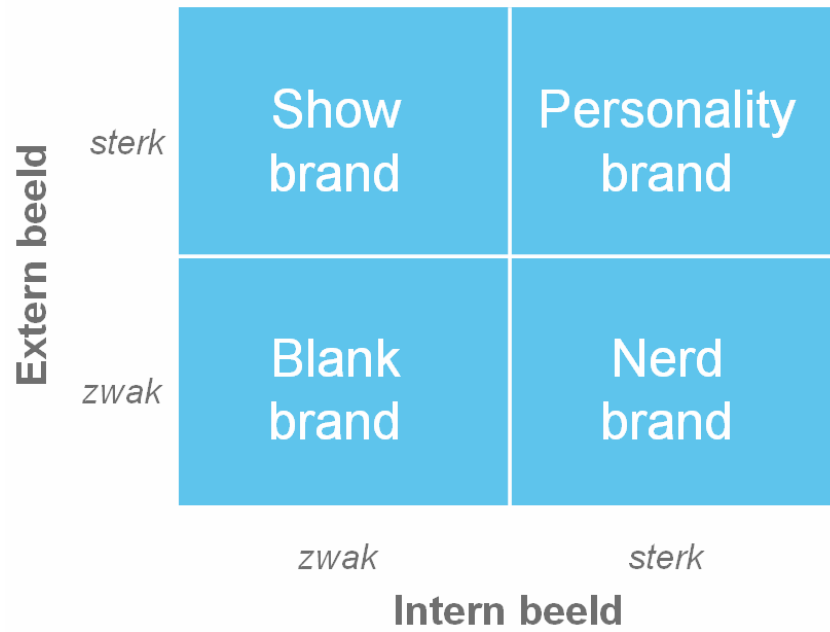 Extern beeld
sterk
Show
brand
Personality
brand
zwak
Blank
brand
Nerd
brand
zwak
sterk
Intern beeld